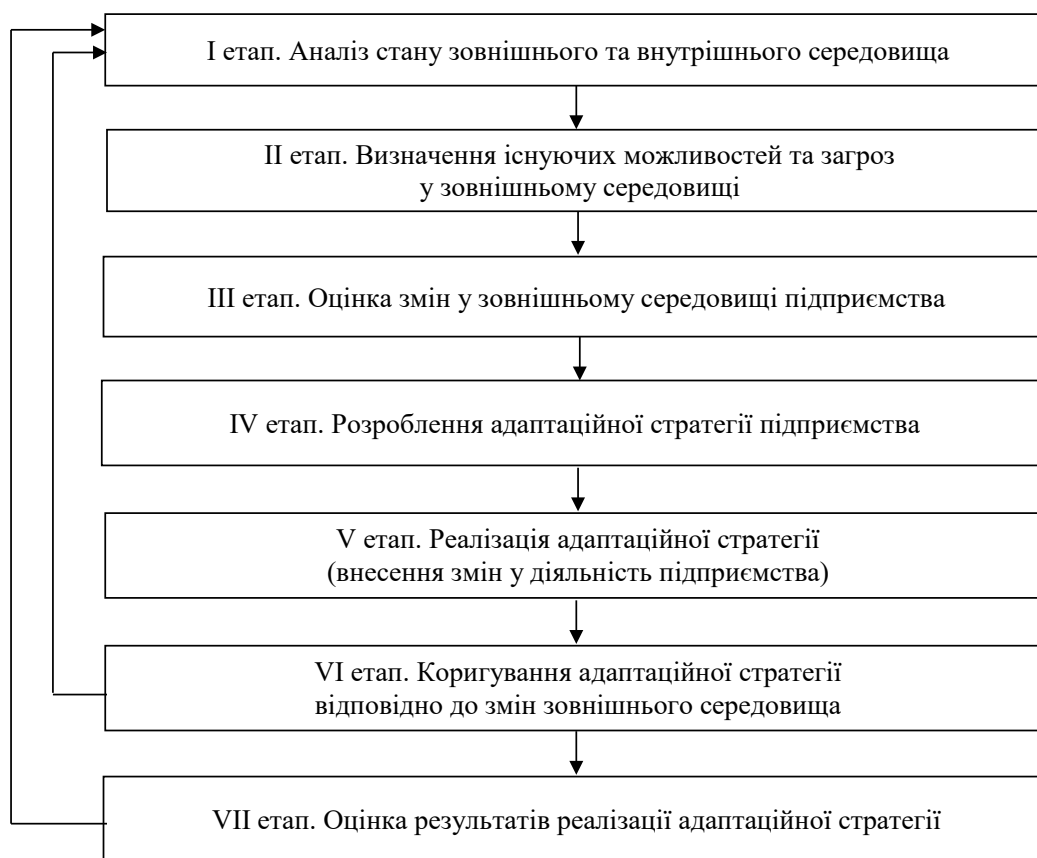 I етап. Аналіз стану зовнішнього та внутрішнього середовища
II етап. Визначення існуючих можливостей та загроз
у зовнішньому середовищі
III етап. Оцінка змін у зовнішньому середовищі підприємства
IV етап. Розроблення адаптаційної стратегії підприємства
V етап. Реалізація адаптаційної стратегії
(внесення змін у діяльність підприємства)
VI етап. Коригування адаптаційної стратегії
відповідно до змін зовнішнього середовища
VII етап. Оцінка результатів реалізації адаптаційної стратегії